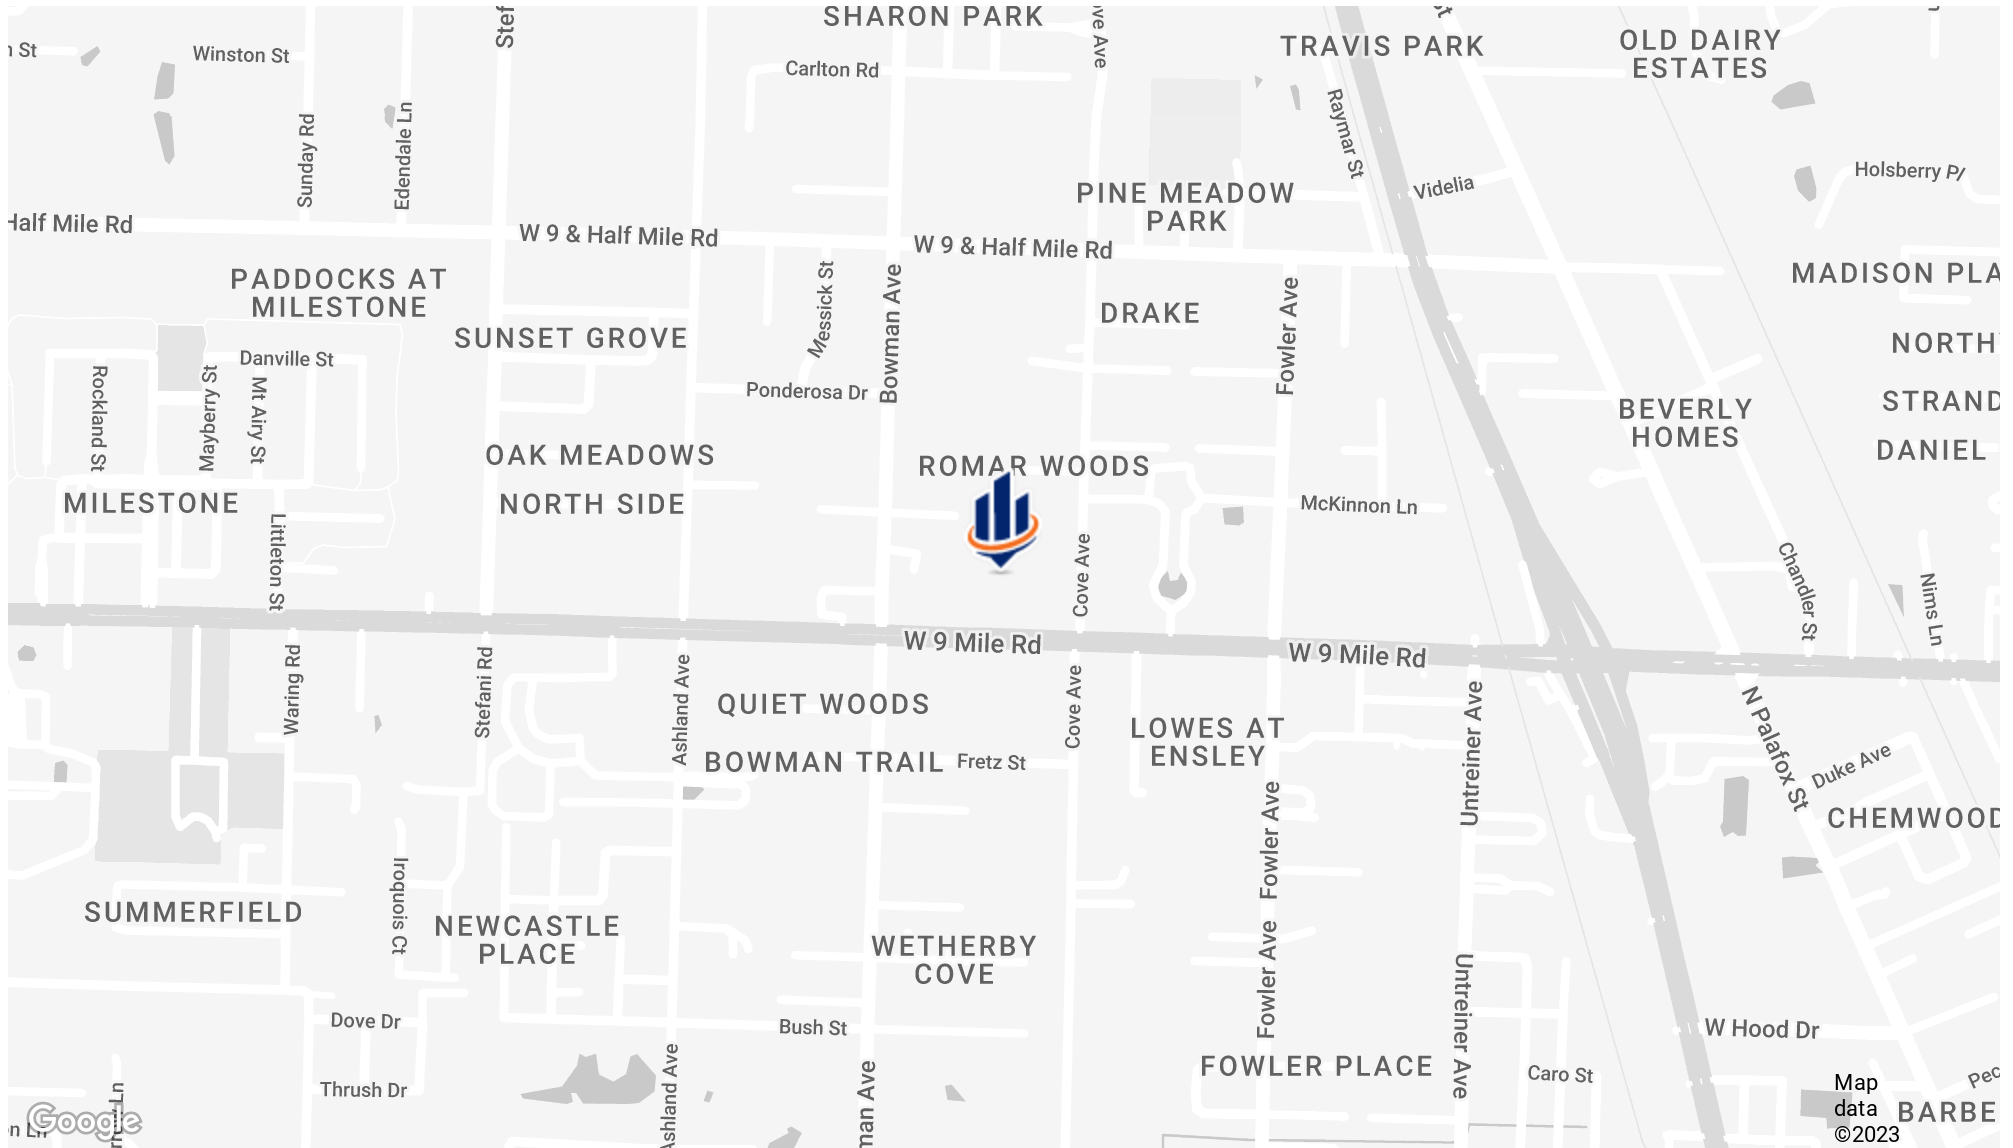 SHARON PARK
TRAVIS PARK
OLD DAIRY
ESTATES
Winston St
Carlton Rd
Sunday Rd
Edendale Ln
Raymar St
Videlia
Holsberry Pl
PINE MEADOW
PARK
Half Mile Rd
W 9 & Half Mile Rd
W 9 & Half Mile Rd
PADDOCKS AT
MILESTONE
Messick St
Bowman Ave
DRAKE
Fowler Ave
MADISON PLA
SUNSET GROVE
NORTH
Danville St
Rockland St
Mayberry St
Mt Airy St
Ponderosa Dr
STRAND
BEVERLY
HOMES
DANIEL
OAK MEADOWS
ROMAR WOODS
MILESTONE
NORTH SIDE
McKinnon Ln
Littleton St
Cove Ave
Chandler St
Nims Ln
W 9 Mile Rd
W 9 Mile Rd
Waring Rd
Stefani Rd
Ashland Ave
Cove Ave
QUIET WOODS
LOWES AT
ENSLEY
Untreiner Ave
N Palafox St
BOWMAN TRAIL
Fretz St
Duke Ave
CHEMWOOD
Fowler Ave
Iroquois Ct
SUMMERFIELD
NEWCASTLE
PLACE
WETHERBY
COVE
Fowler Ave
Untreiner Ave
Dove Dr
Bush St
W Hood Dr
Thrush Dr
Ashland Ave
man Ave
FOWLER PLACE
Caro St
Pec
BARBE
Google
Map
data
©2023